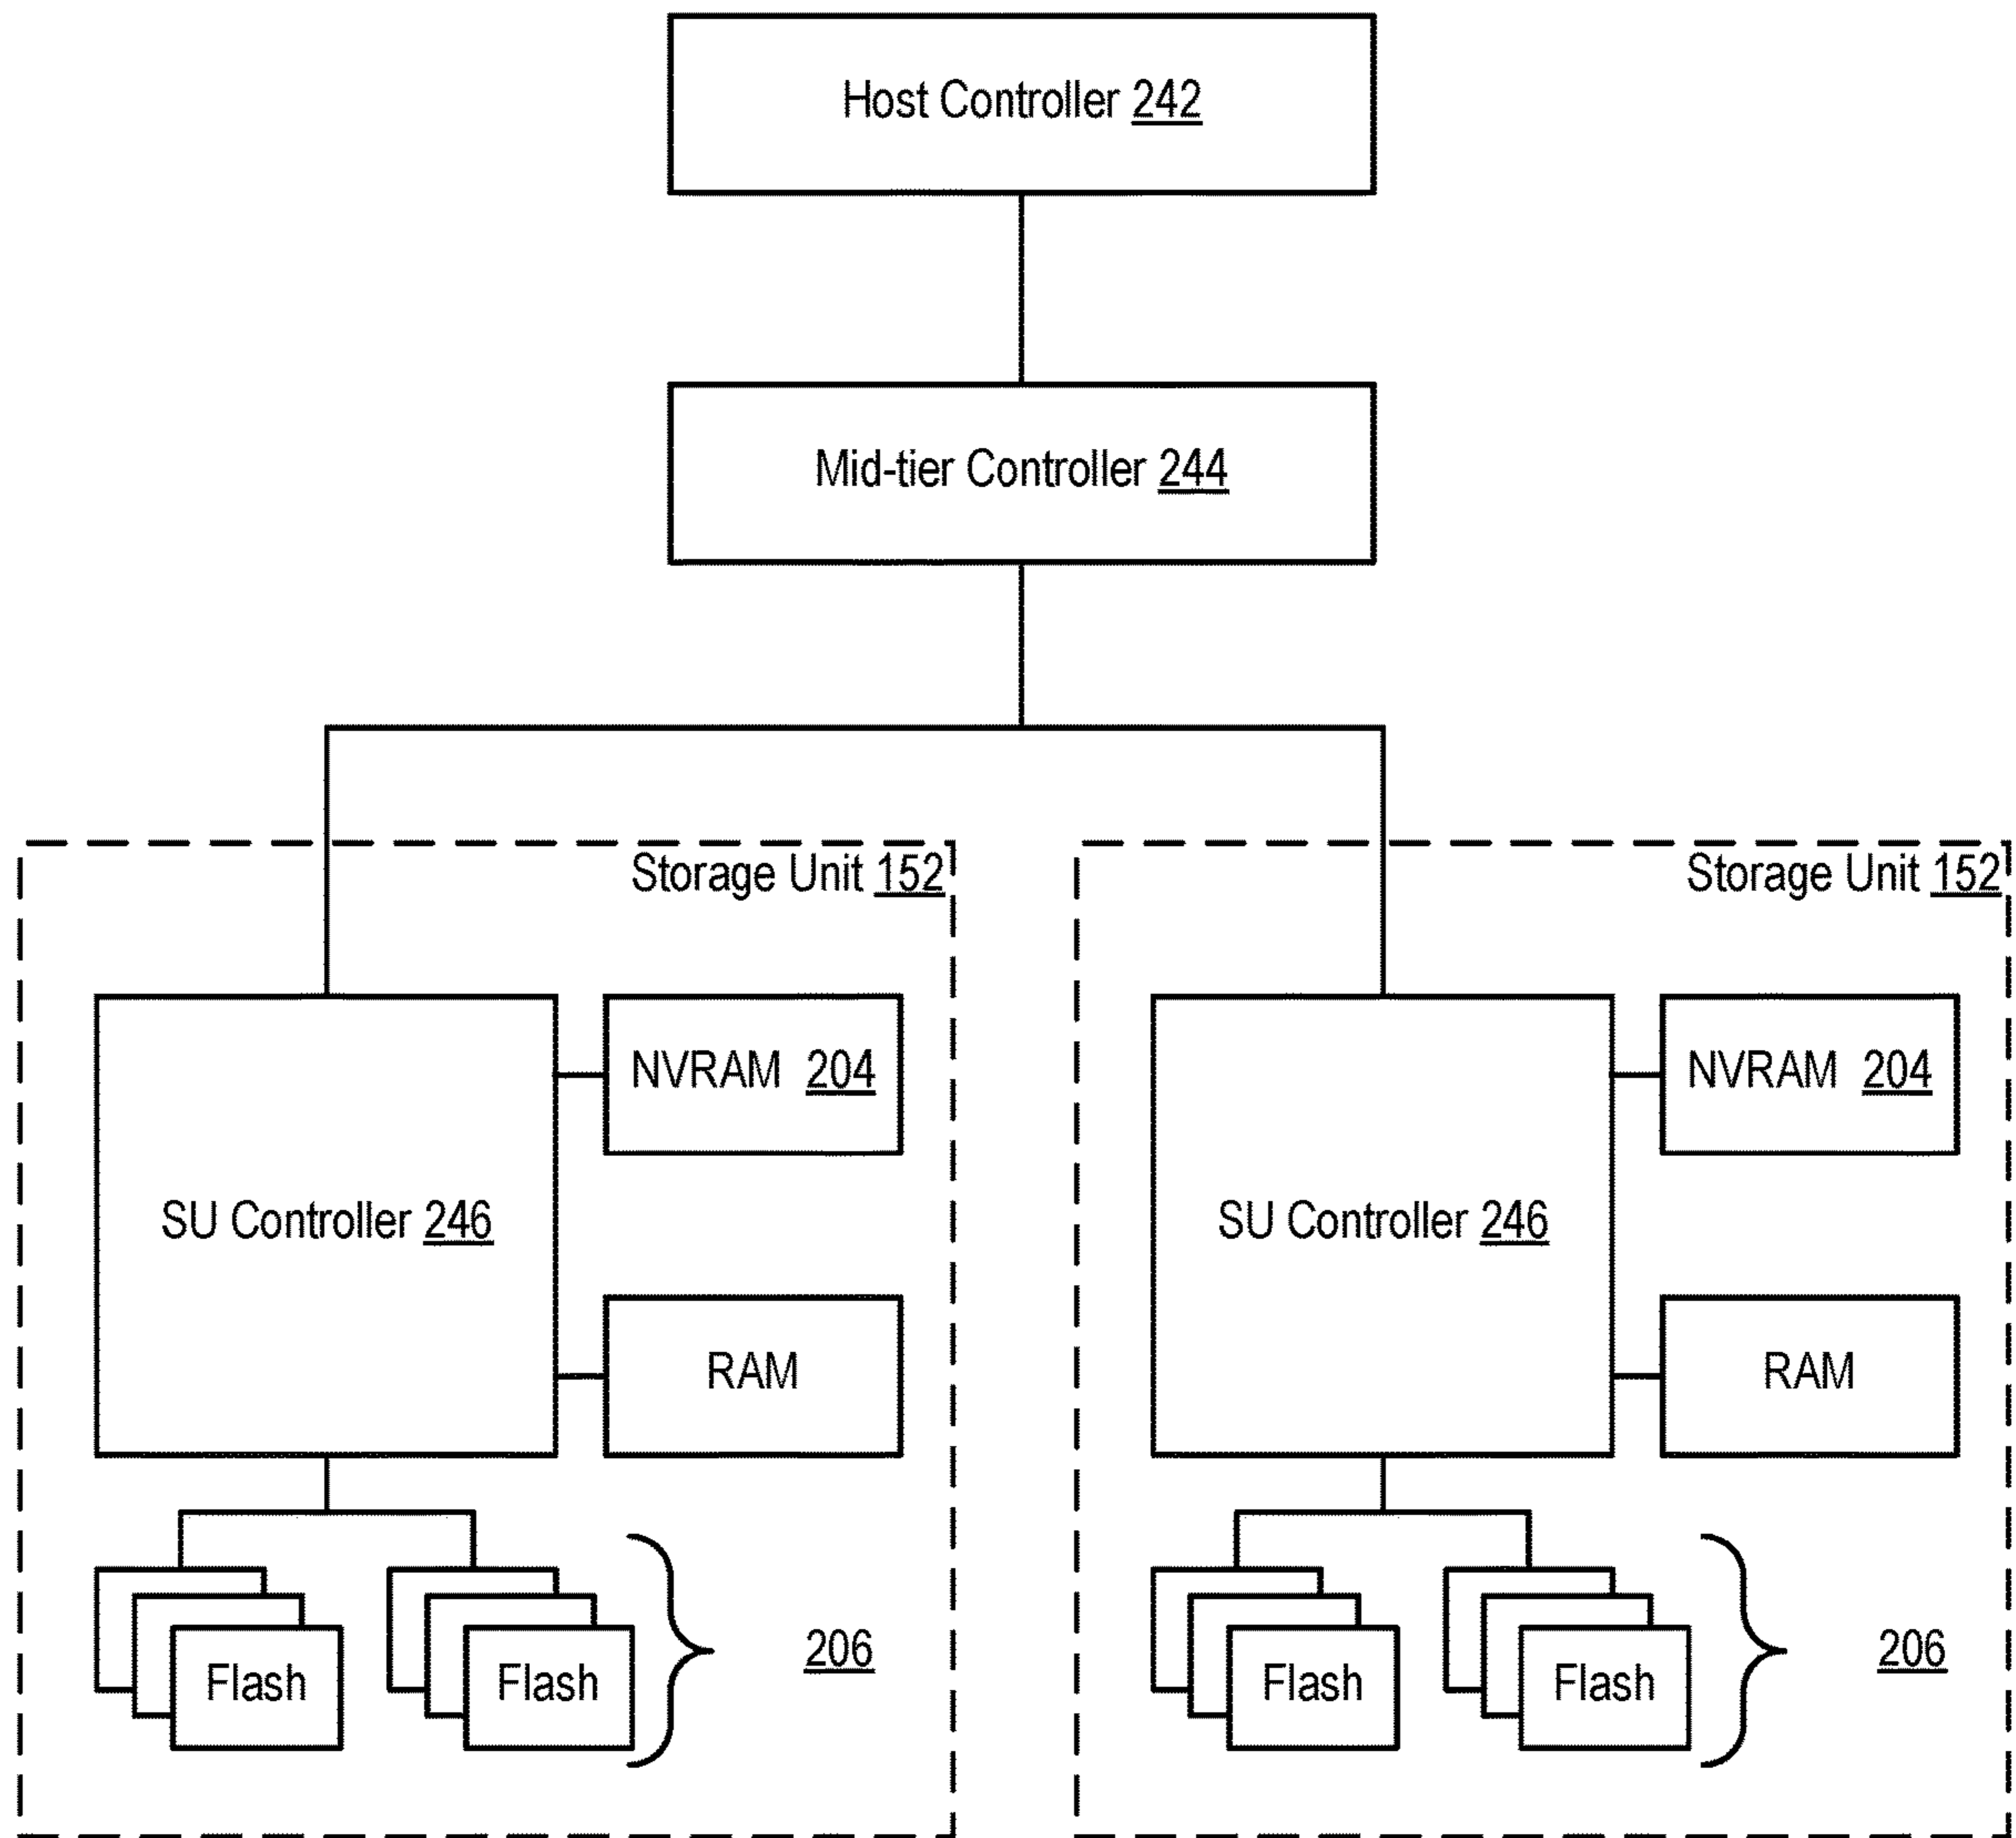 Host Controller 242
Mid-tier Controller 244
Storage Unit 152
NVRAM 204
SU Controller 246
RAM
Flash
Flash
206
Storage Unit 152
NVRAM 204
SU Controller 246
RAM
Flash
Flash
206